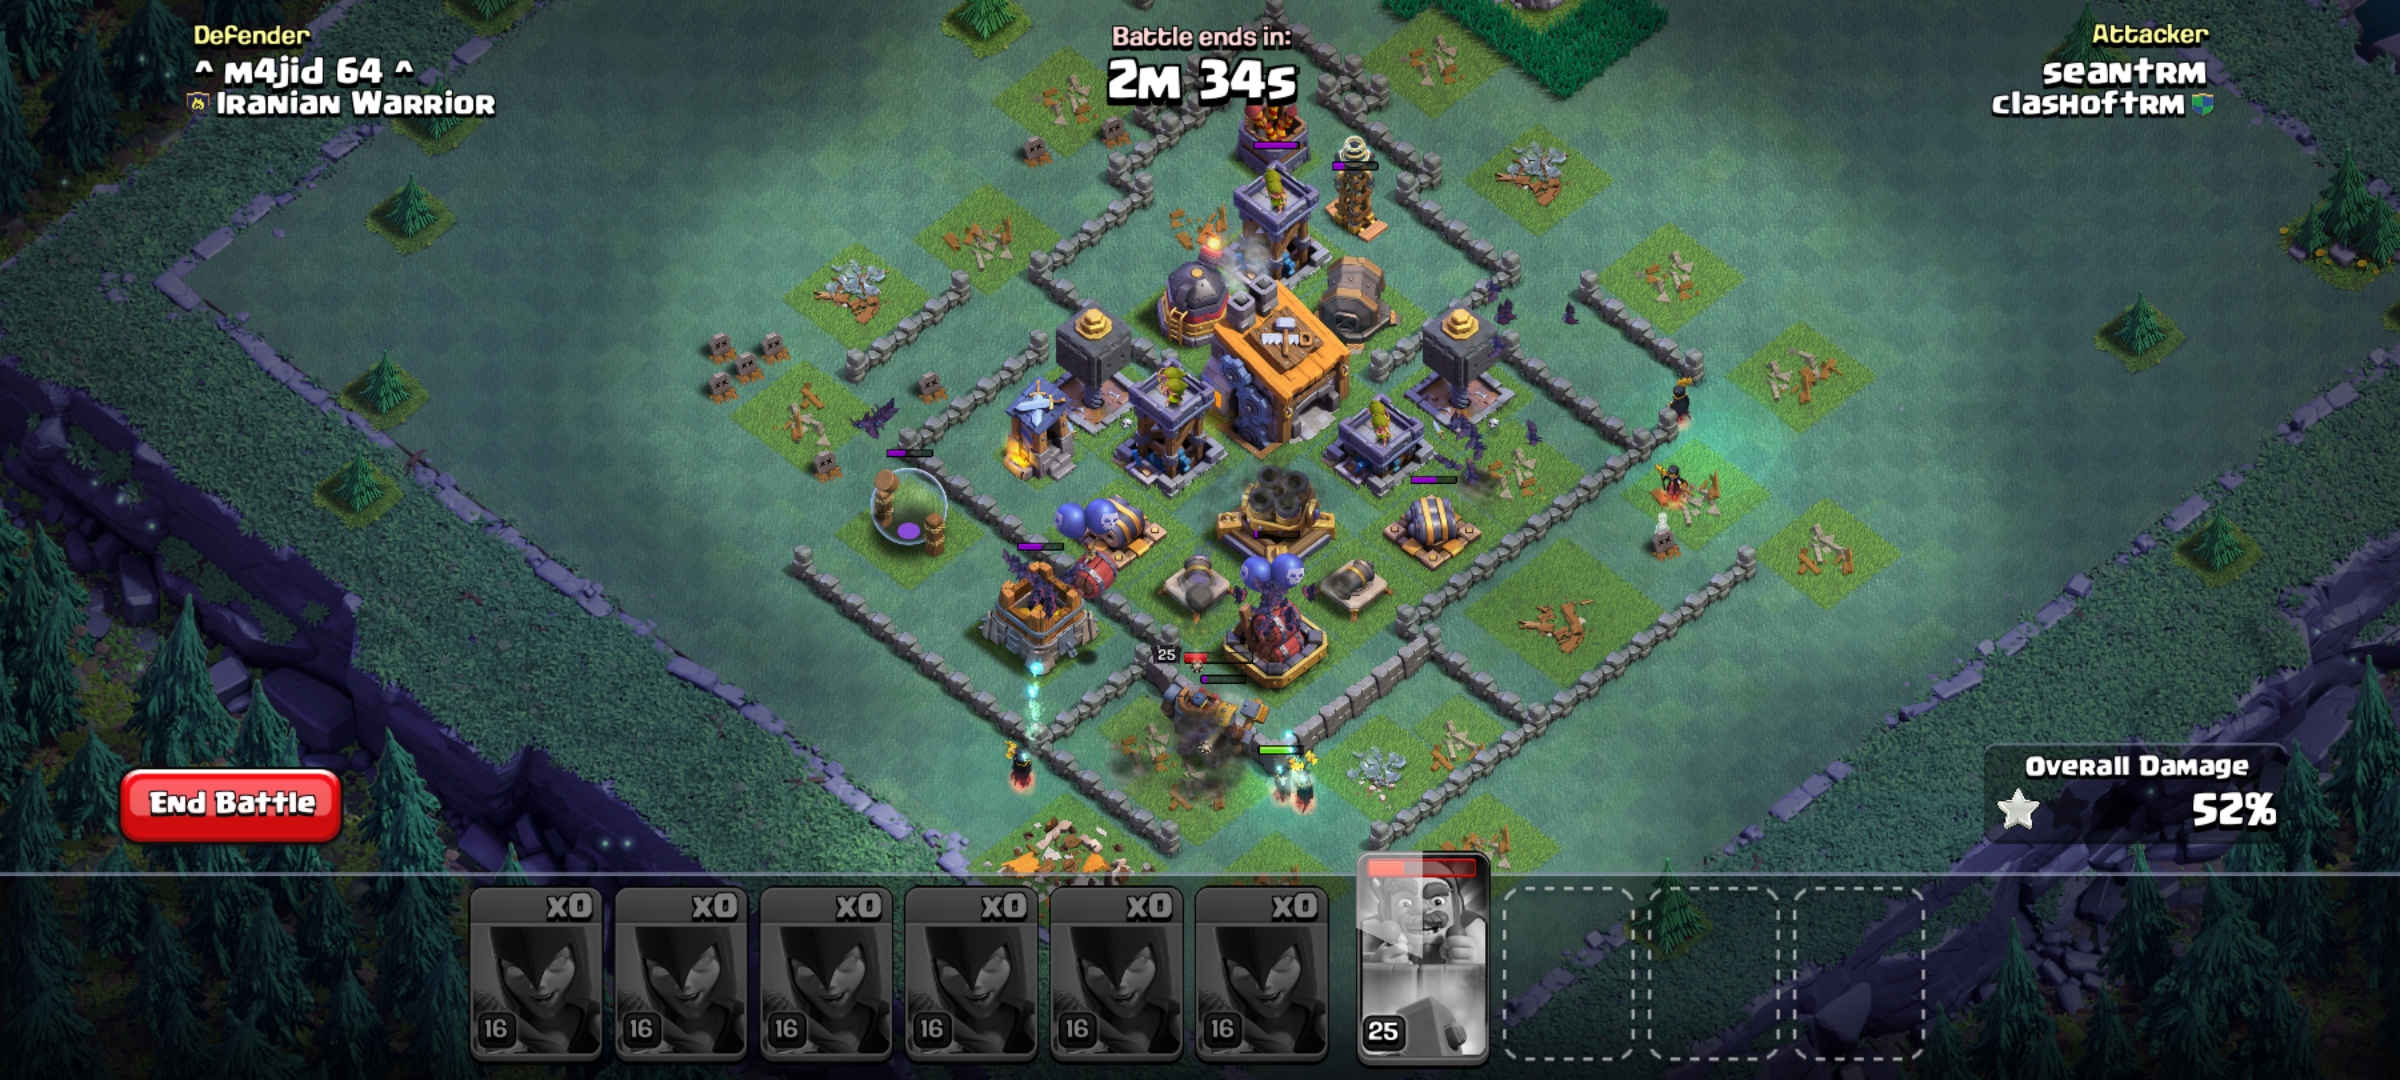 Defender
^ m4jid 64 ^
Iranian Warrior
Battle ends in:
2M 34s
Attacker
seantrm
clashoftrm
25
End Battle
Overall Damage
52%
x0
x0
x0
x0
x0
x0
16
16
16
16
16
16
25